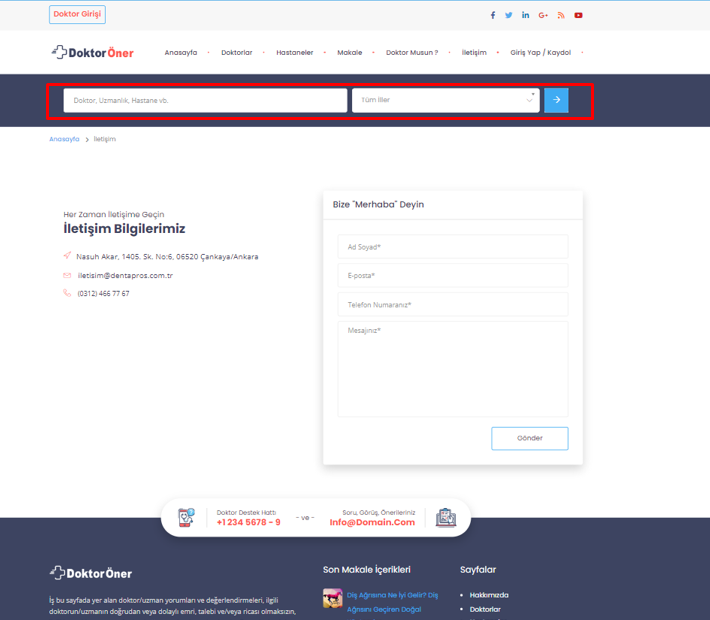 Doktor Girişi
DoktorÖner
Anasayfa
Doktorlar
Hastaneler
Makale
Doktor Musun ?
İletişim
Giriş Yap / Kaydol
Doktor, Uzmanlık, Hastane vb.
Tüm İller
Anasayfa > İletişim
Her Zaman İletişime Geçin
İletişim Bilgilerimiz
Nasuh Akar, 1405. Sk. No:6, 06520 Çankaya/Ankara
iletisim@dentapros.com.tr
(0312) 466 77 67
Bize "Merhaba" Deyin
Ad Soyad*
E-posta*
Telefon Numaranız*
Mesajınız*
Gönder
Doktor Destek Hattı
+1 234 5678 - 9
- ve -
Soru, Görüş, Önerileriniz
Info@Domain.Com
DoktorÖner
İş bu sayfada yer alan doktor/uzman yorumları ve değerlendirmeleri, ilgili
doktorun/uzmanın doğrudan veya dolaylı emri, talebi ve/veya ricası olmaksızın,
Son Makale İçerikleri
Diş Ağrısına Ne İyi Gelir? Diş
Ağrısını Geçiren Doğal
Sayfalar
Hakkımızda
Doktorlar